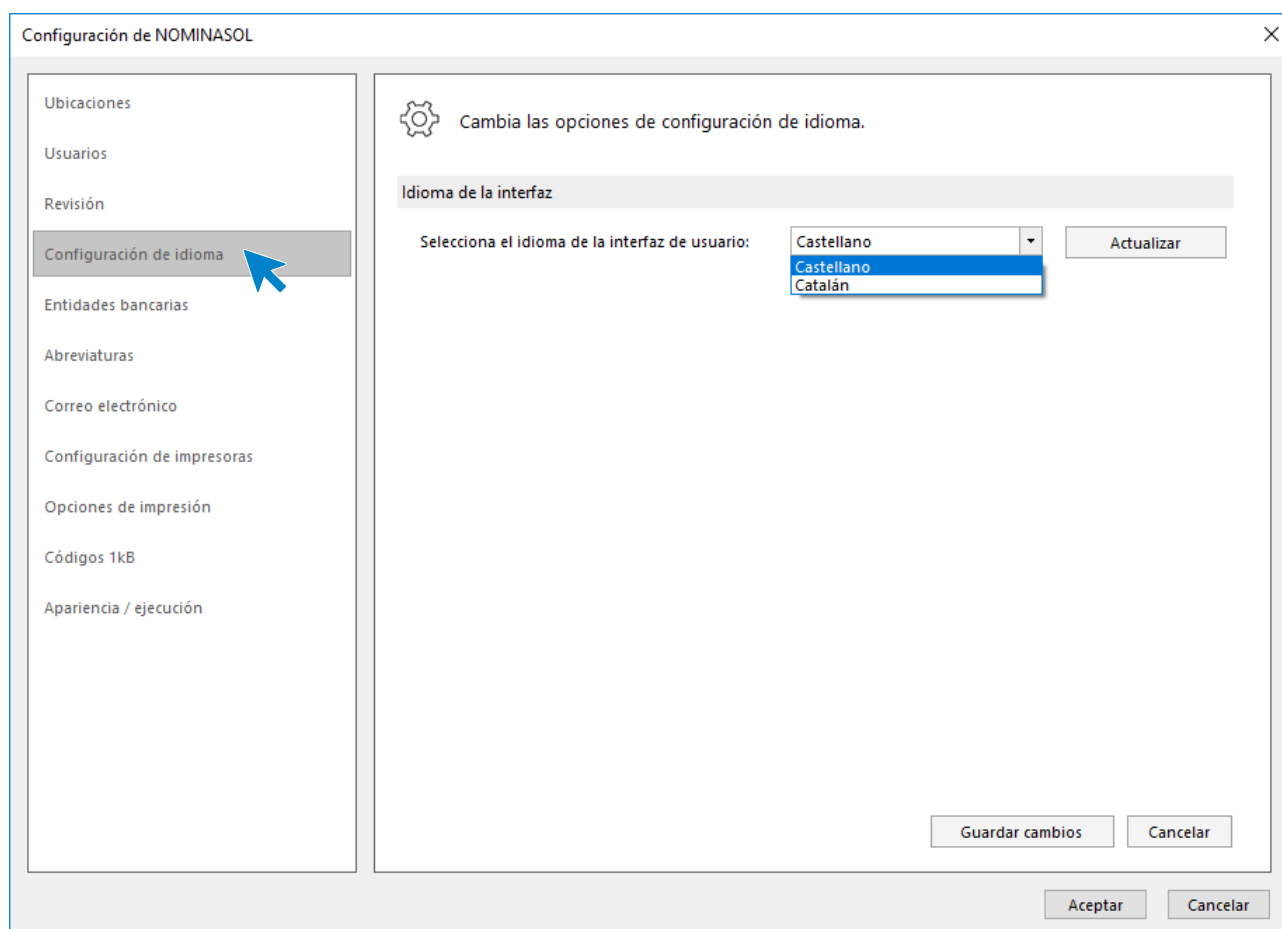 Configuración de NOMINASOL
Ubicaciones
Usuarios
Revisión
Configuración de idioma
Entidades bancarias
Abreviaturas
Correo electrónico
Configuración de impresoras
Opciones de impresión
Códigos 1kB
Apariencia / ejecución
Cambia las opciones de configuración de idioma.
Idioma de la interfaz
Selecciona el idioma de la interfaz de usuario: Castellano Actualizar
Castellano
Catalán
Guardar cambios Cancelar
Aceptar Cancelar